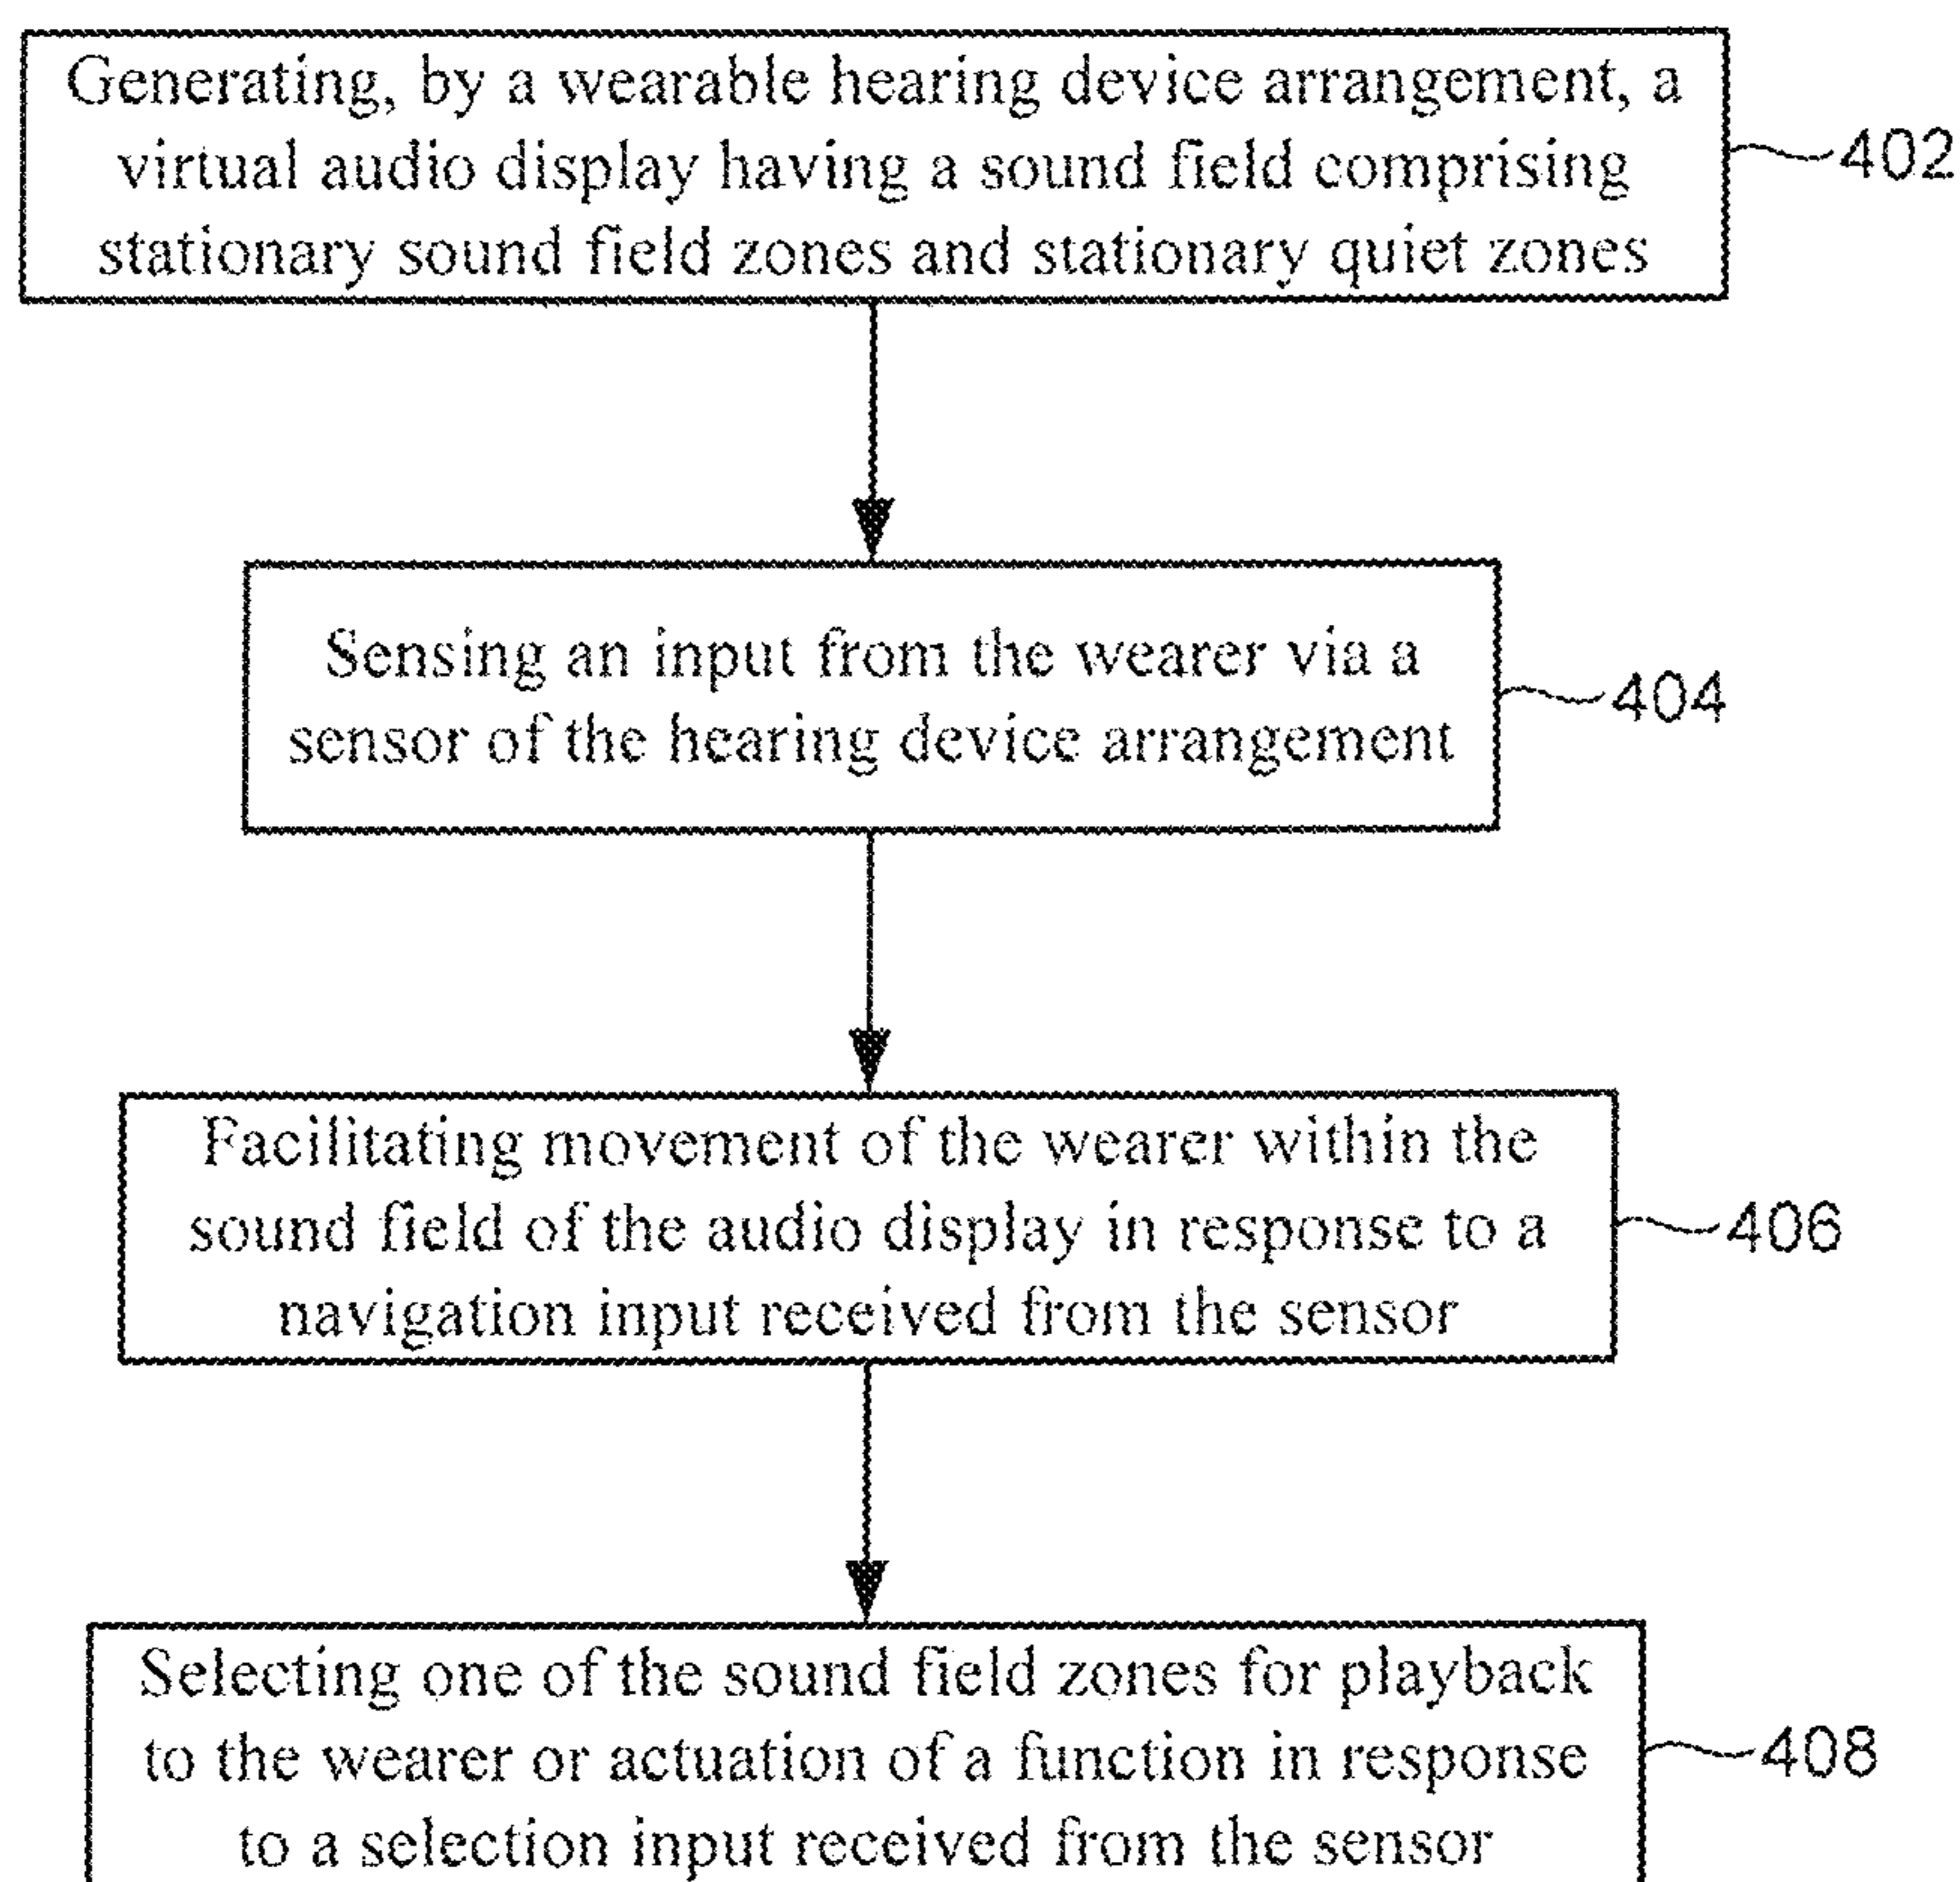 Generating, by a wearable hearing device arrangement, a
virtual audio display having a sound field comprising
stationary sound field zones and stationary quiet zones
402
Sensing an input from the wearer via a
sensor of the hearing device arrangement
404
Facilitating movement of the wearer within the
sound field of the audio display in response to a
navigation input received from the sensor
406
Selecting one of the sound field zones for playback
to the wearer or actuation of a function in response
to a selection input received from the sensor
408